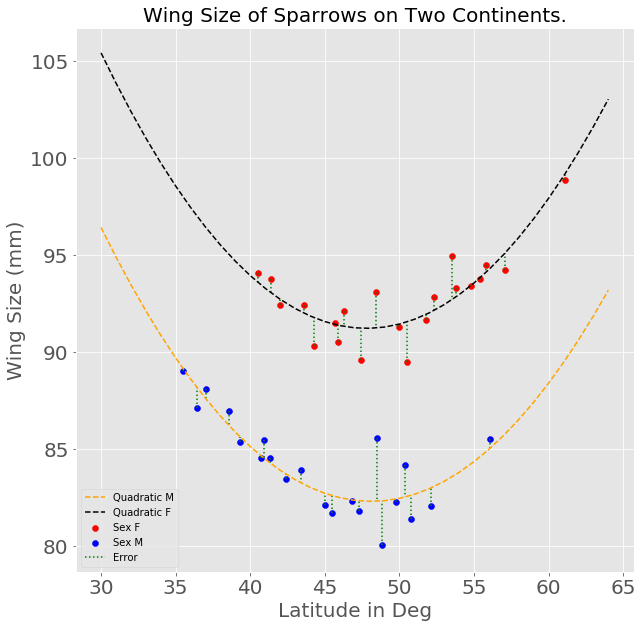 Wing Size of Sparrows on Two Continents.
Wing Size (mm)
105
100
95
90
85
80
Quadratic M
Quadratic F
Sex F
Sex M
Error
30 35 40 45 50 55 60 65
Latitude in Deg